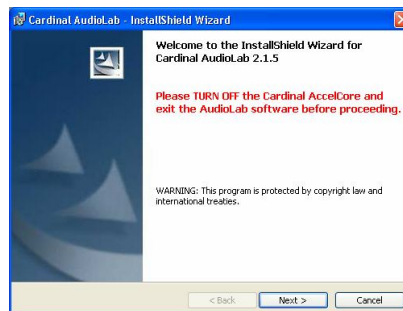 Cardinal AudioLab - InstallShield Wizard
Welcome to the InstallShield Wizard for
Cardinal AudioLab 2.1.5
Please TURN OFF the Cardinal AccelCore and
exit the AudioLab software before proceeding.
WARNING: This program is protected by copyright law and
international treaties.
< Back Next > Cancel